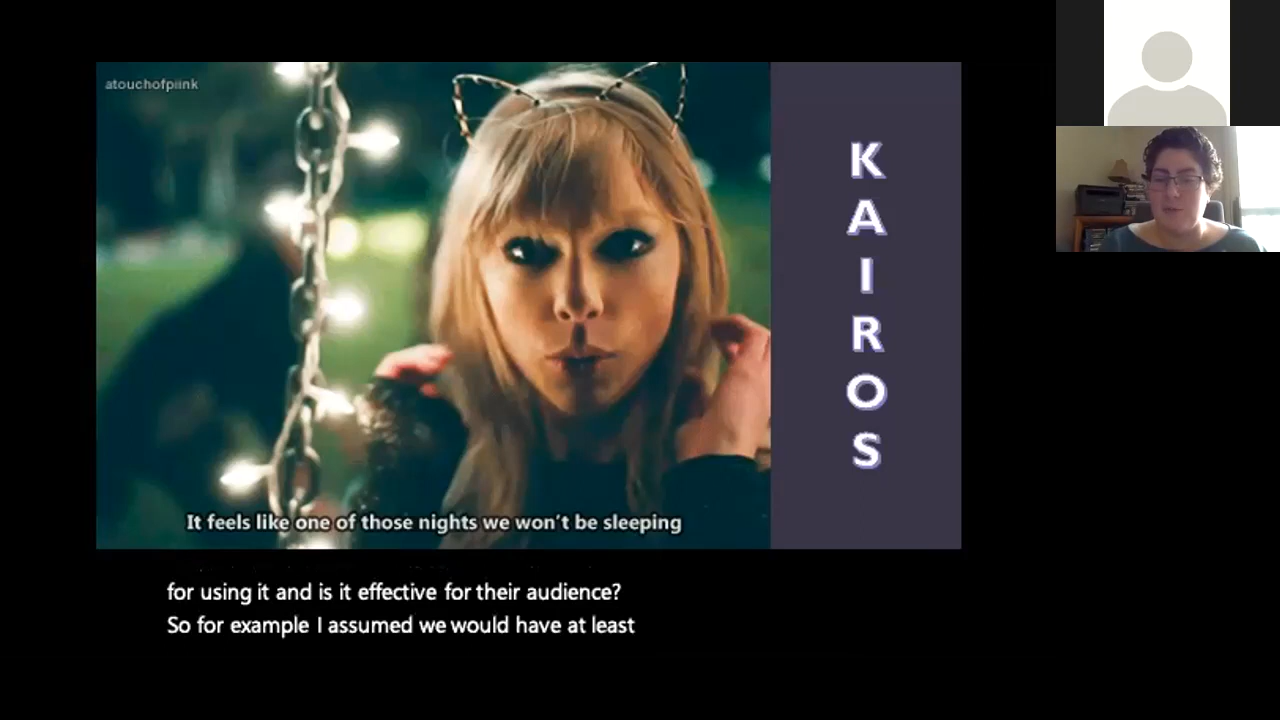 atouchofpiink
K
A
I
R
O
S
It feels like one of those nights we won't be sleeping
for using it and is it effective for their audience?
So for example I assumed we would have at least